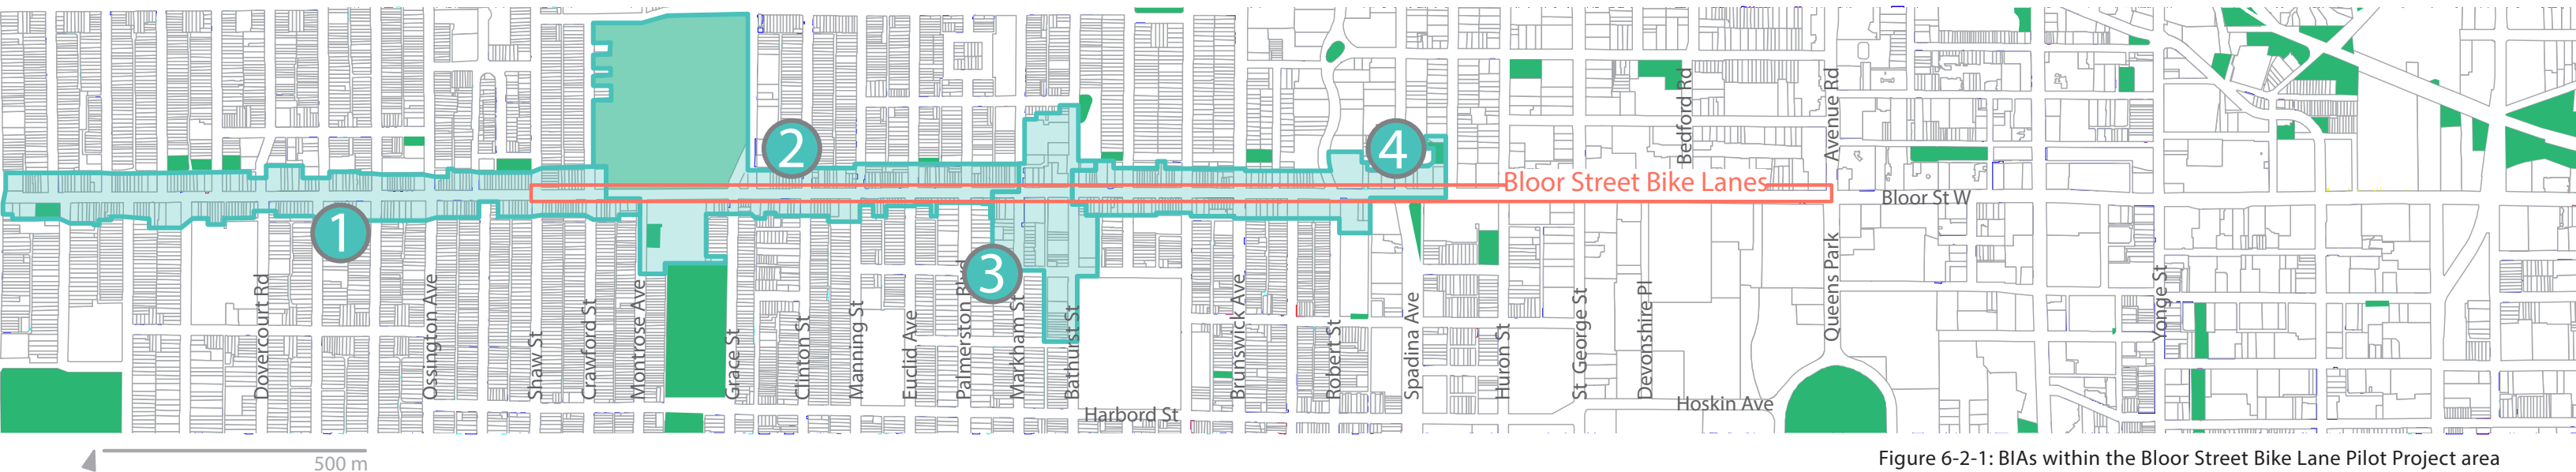 2
4
Bloor Street Bike Lanes
Bedford Rd
Avenue Rd
Bloor St W
1
3
Dovercourt Rd
Ossington Ave
Shaw St
Crawford St
Montrose Ave
Grace St
Clinton St
Manning St
Euclid Ave
Palmerston Blvd
Markham St
Bathurst St
Brunswick Ave
Robert St
Spadina Ave
Huron St
St George St
Devonshire Pl
Queens Park
Yonge St
Harbord St
Hoskin Ave
500 m
Figure 6-2-1: BIAs within the Bloor Street Bike Lane Pilot Project area